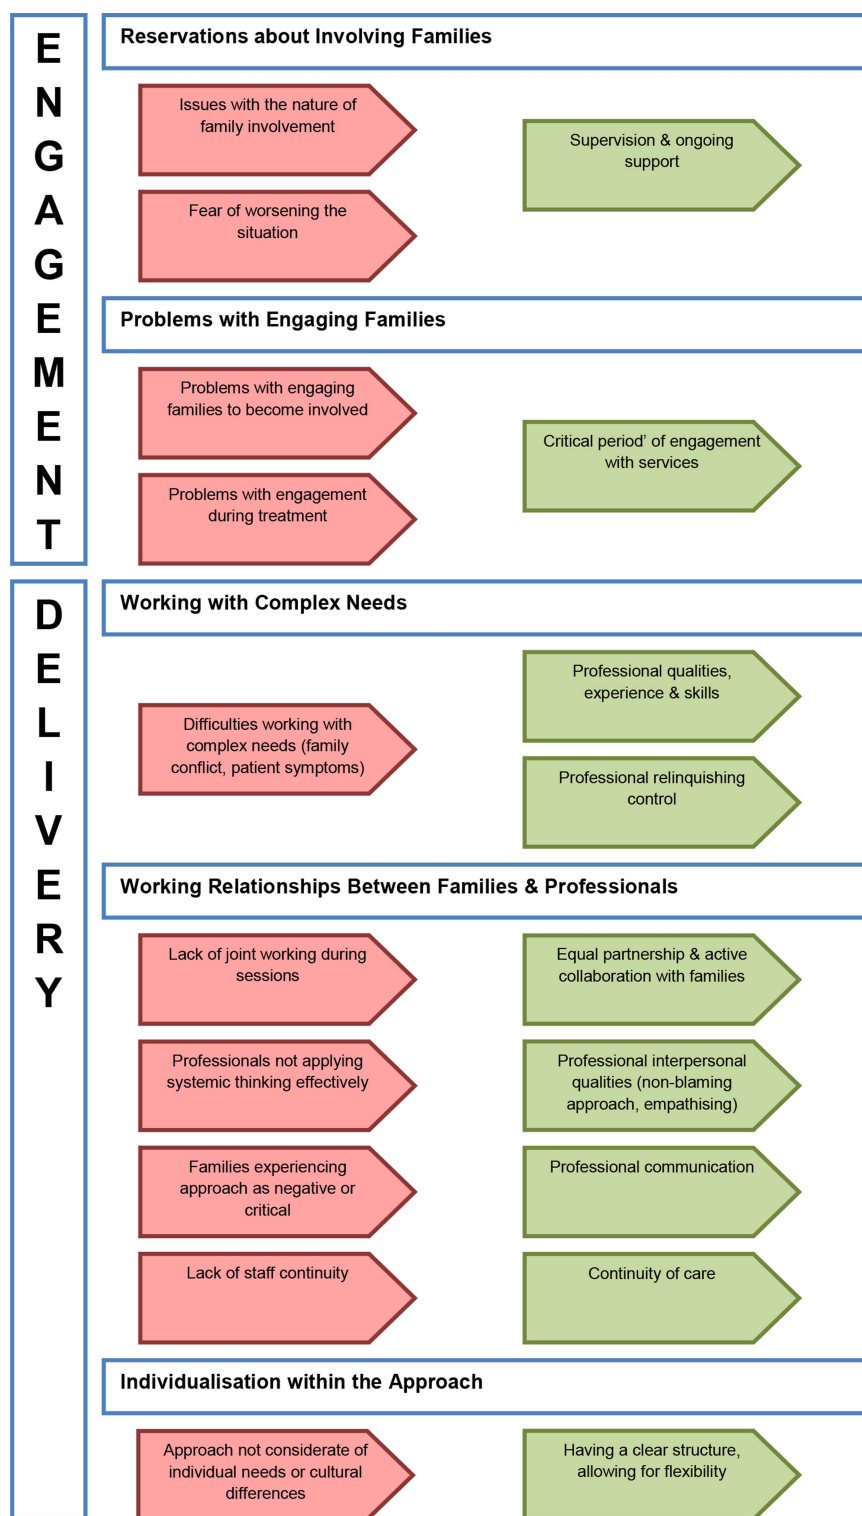 ENGAGEMENT
Reservations about Involving Families
Issues with the nature of
family involvement
Supervision & ongoing
support
Fear of worsening the
situation
Problems with Engaging Families
Problems with engaging
families to become involved
Critical period’ of engagement
with services
Problems with engagement
during treatment
DELIVERY
Working with Complex Needs
Difficulties working with
complex needs (family
conflict, patient symptoms)
Professional qualities,
experience & skills
Professional relinquishing
control
Working Relationships Between Families & Professionals
Lack of joint working during
sessions
Equal partnership & active
collaboration with families
Professionals not applying
systemic thinking effectively
Professional interpersonal
qualities (non-blaming
approach, empathising)
Families experiencing
approach as negative or
critical
Professional communication
Lack of staff continuity
Continuity of care
Individualisation within the Approach
Approach not considerate of
individual needs or cultural
differences
Having a clear structure,
allowing for flexibility